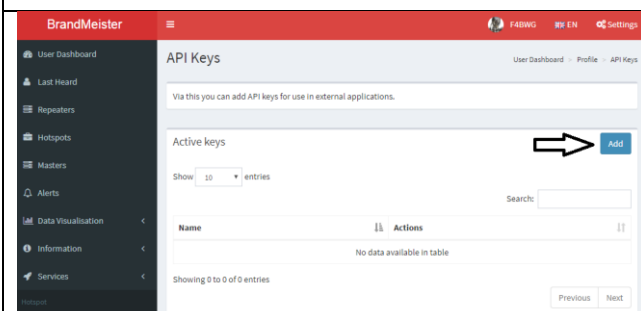 BrandMeister
F4BWG EN Settings
User Dashboard
API Keys
User Dashboard > Profile > API Keys
Last Heard
Via this you can add API keys for use in external applications.
Repeaters
Hotspots
Active keys
Add
Masters
Show 10 entries
Alerts
Search:
Data Visualisation
Name Actions
Information
No data available in table
Services
Showing 0 to 0 of 0 entries
Hotspot
Previous Next